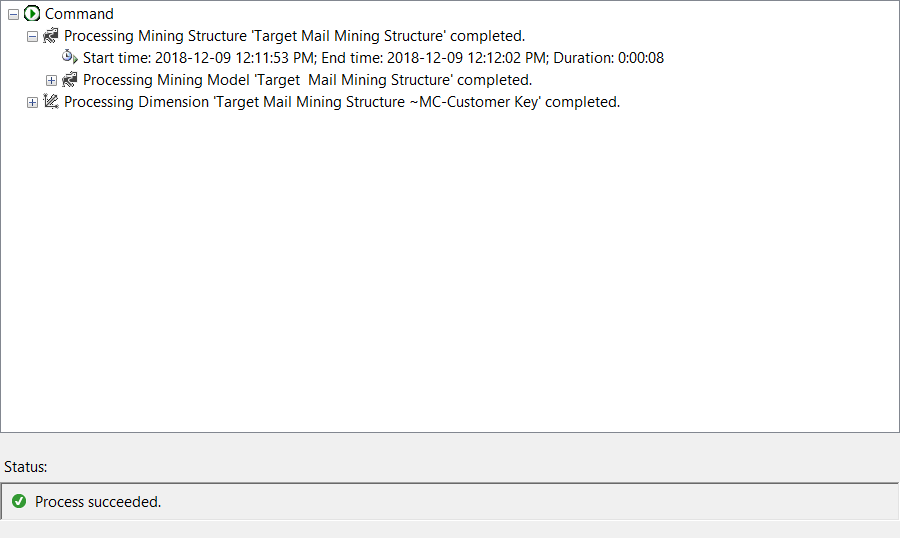 Command
Processing Mining Structure 'Target Mail Mining Structure' completed.
Start time: 2018-12-09 12:11:53 PM; End time: 2018-12-09 12:12:02 PM; Duration: 0:00:08
Processing Mining Model 'Target  Mail Mining Structure' completed.
Processing Dimension 'Target Mail Mining Structure ~MC-Customer Key' completed.
Status:
Process succeeded.